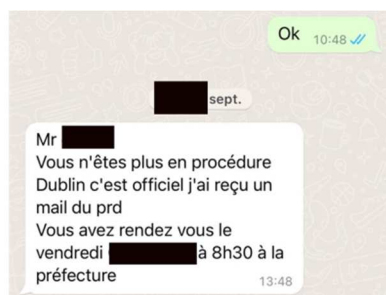 Ok 10:48
sept.
Mr
Vous n'êtes plus en procédure
Dublin c'est officiel j'ai reçu un
mail du prd
Vous avez rendez vous le
vendredi à 8h30 à la
préfecture
13:48